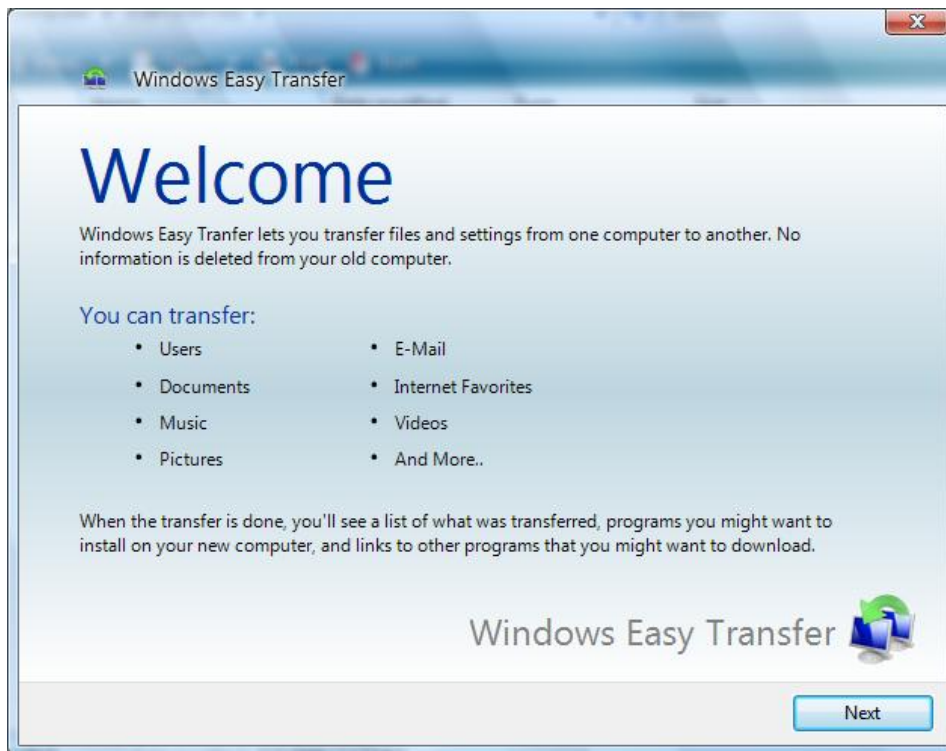 Windows Easy Transfer
Welcome
Windows Easy Tranfer lets you transfer files and settings from one computer to another. No
information is deleted from your old computer.
You can transfer:
• Users
• E-Mail
• Documents
• Internet Favorites
• Music
• Videos
• Pictures
• And More..
When the transfer is done, you'll see a list of what was transferred, programs you might want to
install on your new computer, and links to other programs that you might want to download.
Windows Easy Transfer
Next